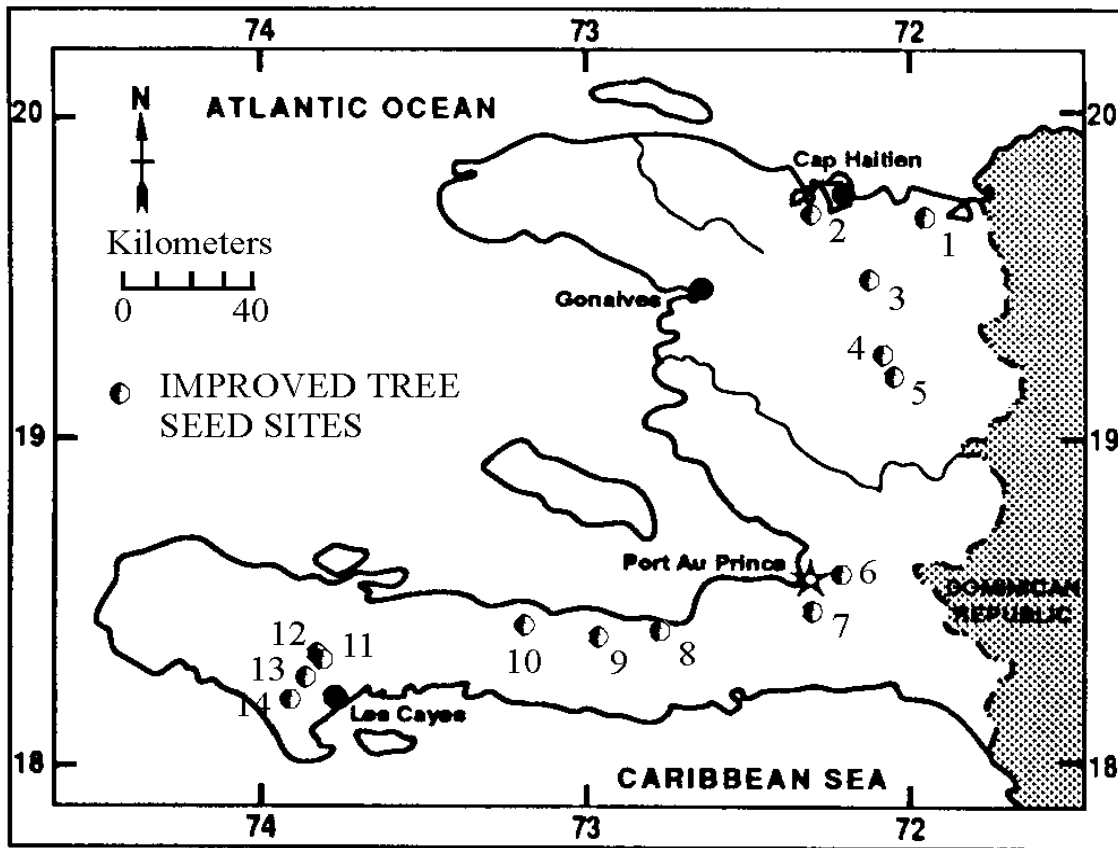 74
73
72
20
N
ATLANTIC OCEAN
20
Cap Haitien
Kilometers
0 40
2
1
3
Gonaives
4
5
IMPROVED TREE
SEED SITES
19
19
Port Au Prince
6
DOMINICAN
REPUBLIC
7
12 11
10
9
8
13
14
Les Cayes
18
CARIBBEAN SEA
18
74
73
72